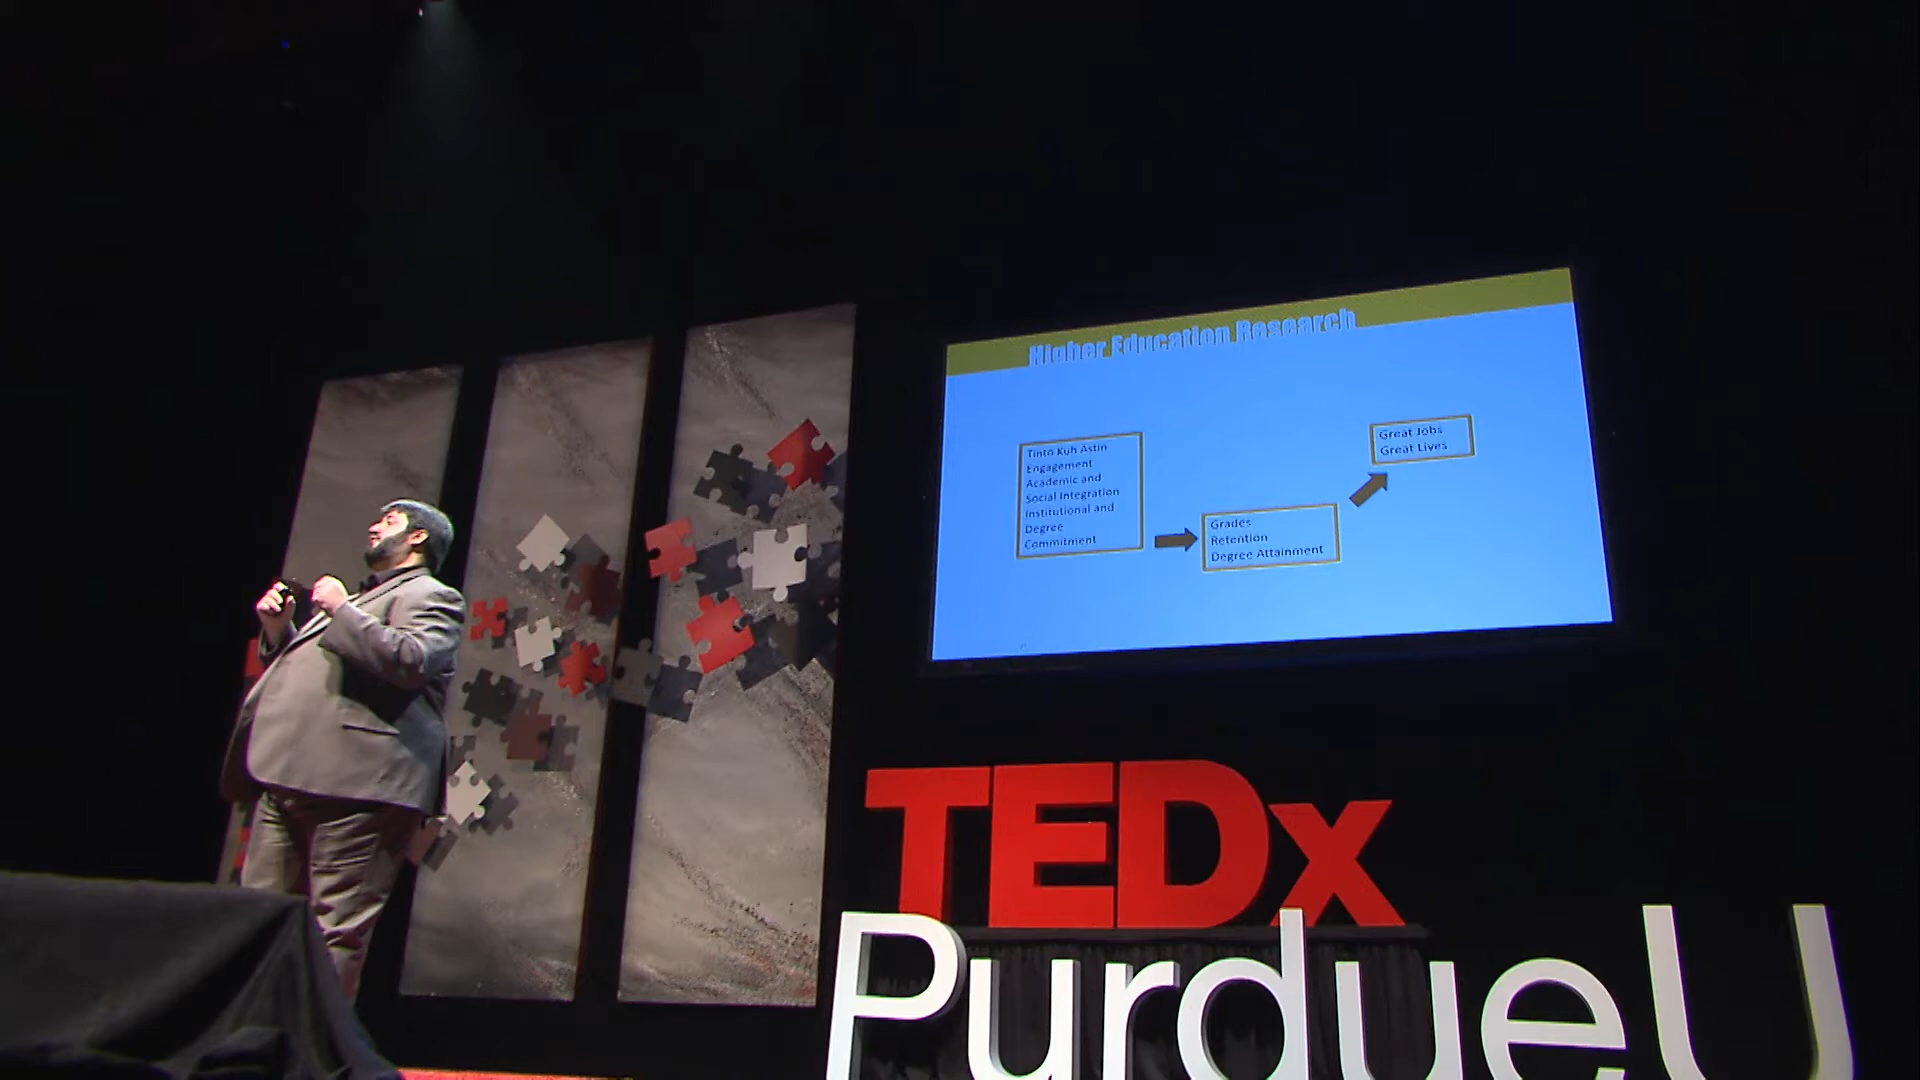 Higher Education Research
Tinto Kuh Astin
Engagement
Academic and
Social Integration
Institutional and
Degree
Commitment
Grades
Retention
Degree Attainment
Great Jobs
Great Lives
TEDx
PurdueU